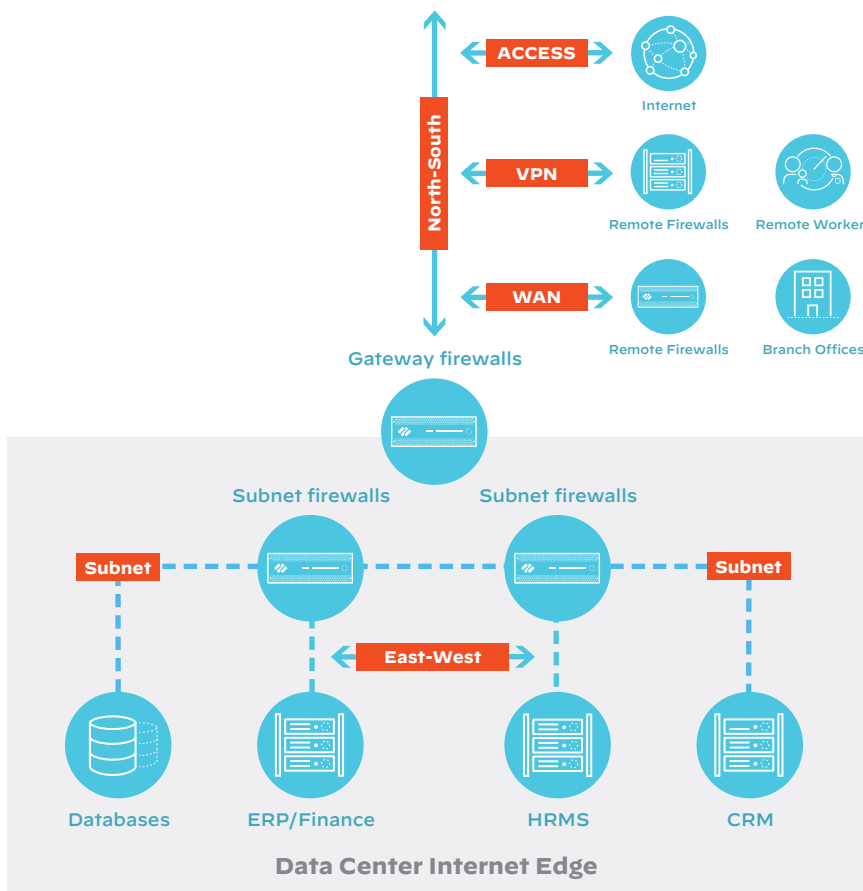 ACCESS
Internet
North-South
VPN
Remote Firewalls
Remote Worker
WAN
Remote Firewalls
Branch Offices
Gateway firewalls
Subnet firewalls
Subnet firewalls
Subnet
Subnet
East-West
Databases
ERP/Finance
HRMS
CRM
Data Center Internet Edge